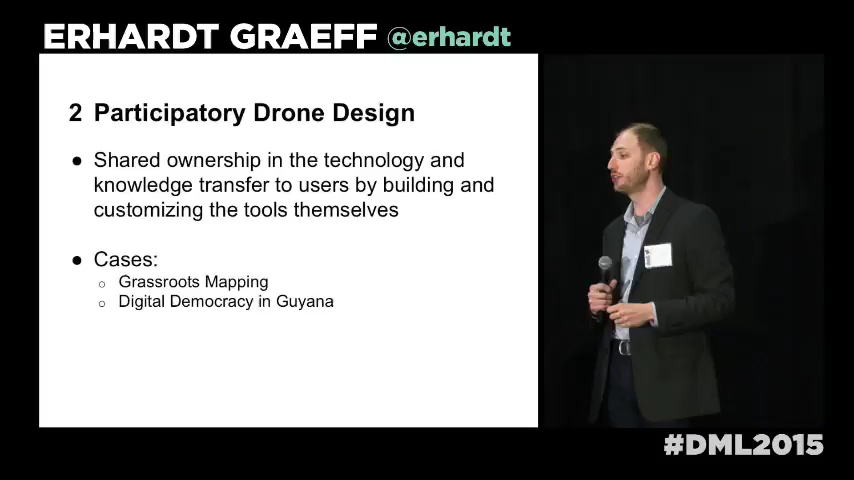 ERHARDT GRAEFF @erhardt
2 Participatory Drone Design
● Shared ownership in the technology and
knowledge transfer to users by building and
customizing the tools themselves
● Cases:
○ Grassroots Mapping
○ Digital Democracy in Guyana
#DML2015